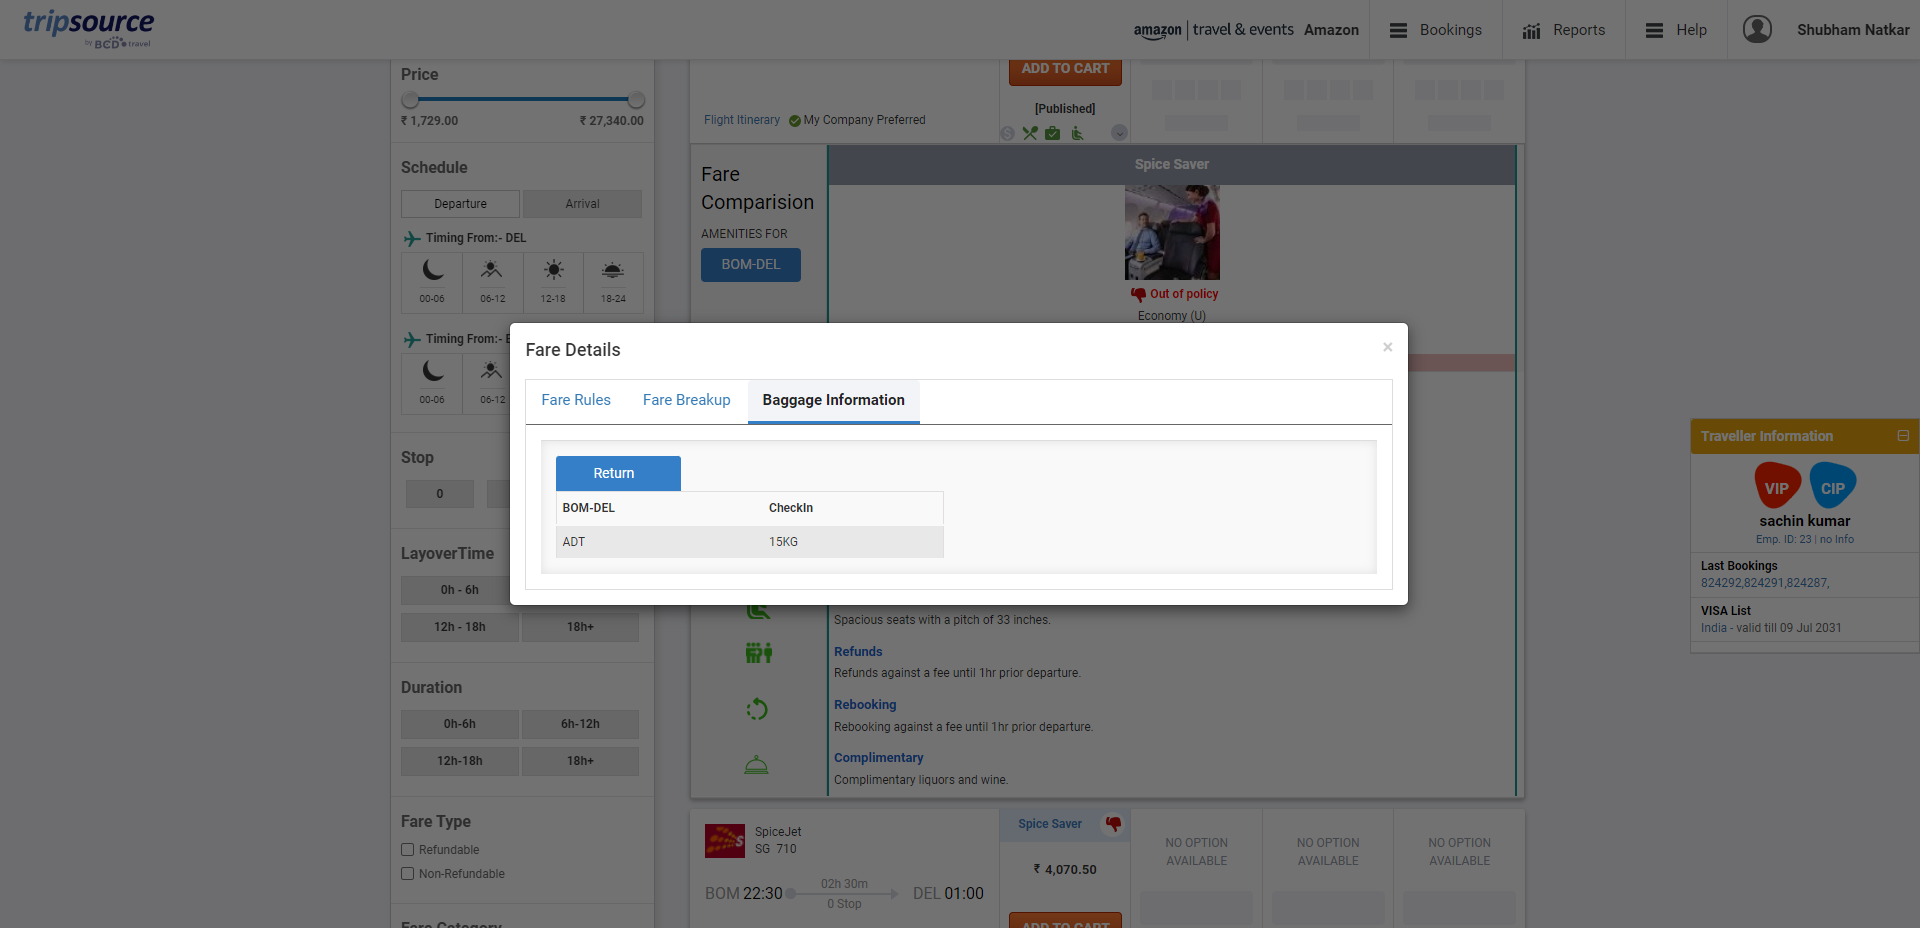 tripsource
by BCD travel
amazon | travel & events Amazon
Bookings
Reports
Help
Shubham Natkar
Price
₹ 1,729.00
₹ 27,340.00
Schedule
Departure
Arrival
Timing From:- DEL
00-06
06-12
12-18
18-24
Timing From:-
00-06
06-12
Stop
0
LayoverTime
0h - 6h
12h - 18h
18h+
Duration
0h-6h
6h-12h
12h-18h
18h+
Fare Type
Refundable
Non-Refundable
Fare Category
ADD TO CART
[Published]
Flight Itinerary
My Company Preferred
Fare
Comparision
AMENITIES FOR
BOM-DEL
Spice Saver
Out of policy
Economy (U)
Fare Details
×
Fare Rules
Fare Breakup
Baggage Information
Return
BOM-DEL
CheckIn
ADT
15KG
Spacious seats with a pitch of 33 inches.
Refunds
Refunds against a fee until 1hr prior departure.
Rebooking
Rebooking against a fee until 1hr prior departure.
Complimentary
Complimentary liquors and wine.
SpiceJet
SG 710
BOM 22:30
02h 30m
0 Stop
DEL 01:00
Spice Saver
₹ 4,070.50
ADD TO CART
NO OPTION
AVAILABLE
NO OPTION
AVAILABLE
NO OPTION
AVAILABLE
Traveller Information
VIP
CIP
sachin kumar
Emp. ID: 23 | no Info
Last Bookings
824292,824291,824287,
VISA List
India - valid till 09 Jul 2031